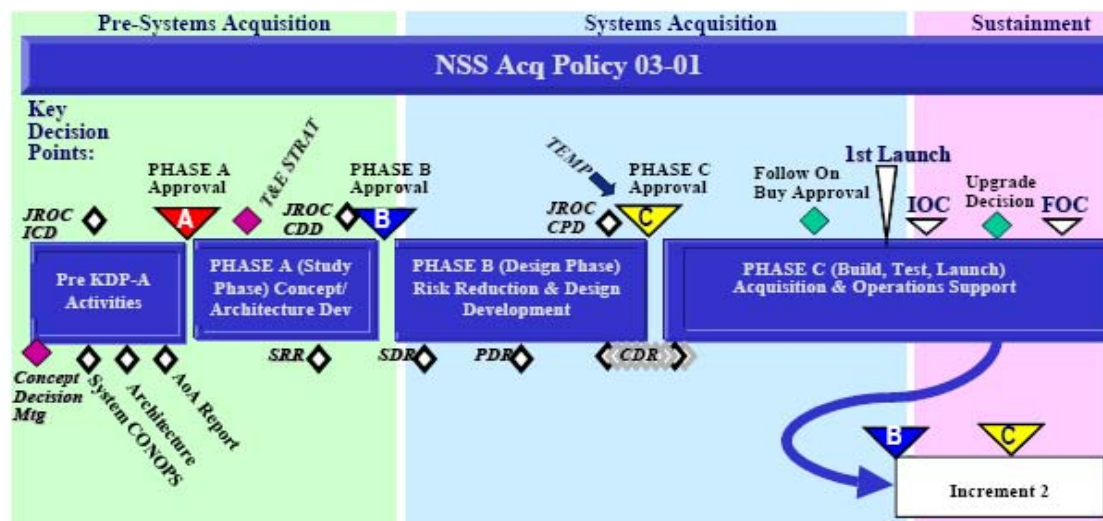 Pre-Systems Acquisition
Systems Acquisition
Sustainment
NSS Acq Policy 03-01
Key
Decision
Points:
JROC
ICD
PHASE A
Approval
A
T&E STRAT
JROC
CDD
PHASE B
Approval
B
TEMP
JROC
CPD
PHASE C
Approval
C
Follow On
Buy Approval
1st Launch
IOC
Upgrade
Decision
FOC
Pre KDP-A
Activities
PHASE A (Study
Phase) Concept/
Architecture Dev
PHASE B (Design Phase)
Risk Reduction & Design
Development
PHASE C (Build, Test, Launch)
Acquisition & Operations Support
Concept
Decision
Mtg
System CONOPS
Architecture
AoA Report
SRR
SDR
PDR
CDR
B
C
Increment 2